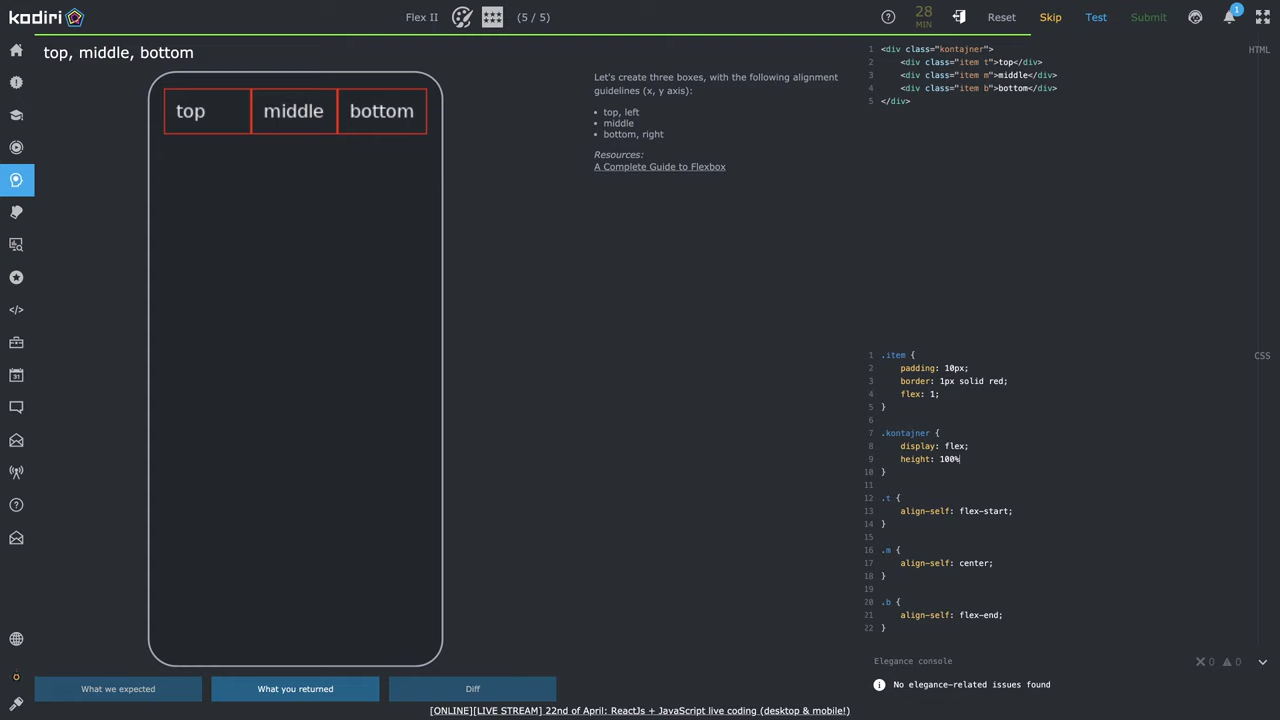 kodiri
Flex II
(5 / 5)
28
MIN
Reset
Skip
Test
Submit
1
top, middle, bottom
top
middle
bottom
Let's create three boxes, with the following alignment
guidelines (x, y axis):
• top, left
• middle
• bottom, right
Resources:
A Complete Guide to Flexbox
HTML
1 <div class="kontajner">
2 <div class="item t">top</div>
3 <div class="item m">middle</div>
4 <div class="item b">bottom</div>
5 </div>
CSS
1 .item {
2 padding: 10px;
3 border: 1px solid red;
4 flex: 1;
5 }
6
7 .kontajner {
8 display: flex;
9 height: 100%
10 }
11
12 .t {
13 align-self: flex-start;
14 }
15
16 .m {
17 align-self: center;
18 }
19
20 .b {
21 align-self: flex-end;
22 }
Elegance console
0
0
No elegance-related issues found
What we expected
What you returned
Diff
[ONLINE][LIVE STREAM] 22nd of April: ReactJs + JavaScript live coding (desktop & mobile!)